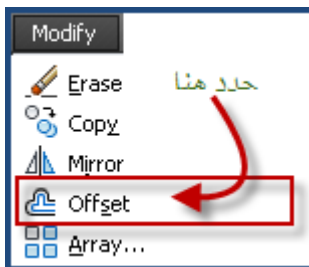 Modify
Erase
حدد هنا
Copy
Mirror
Offset
Array...